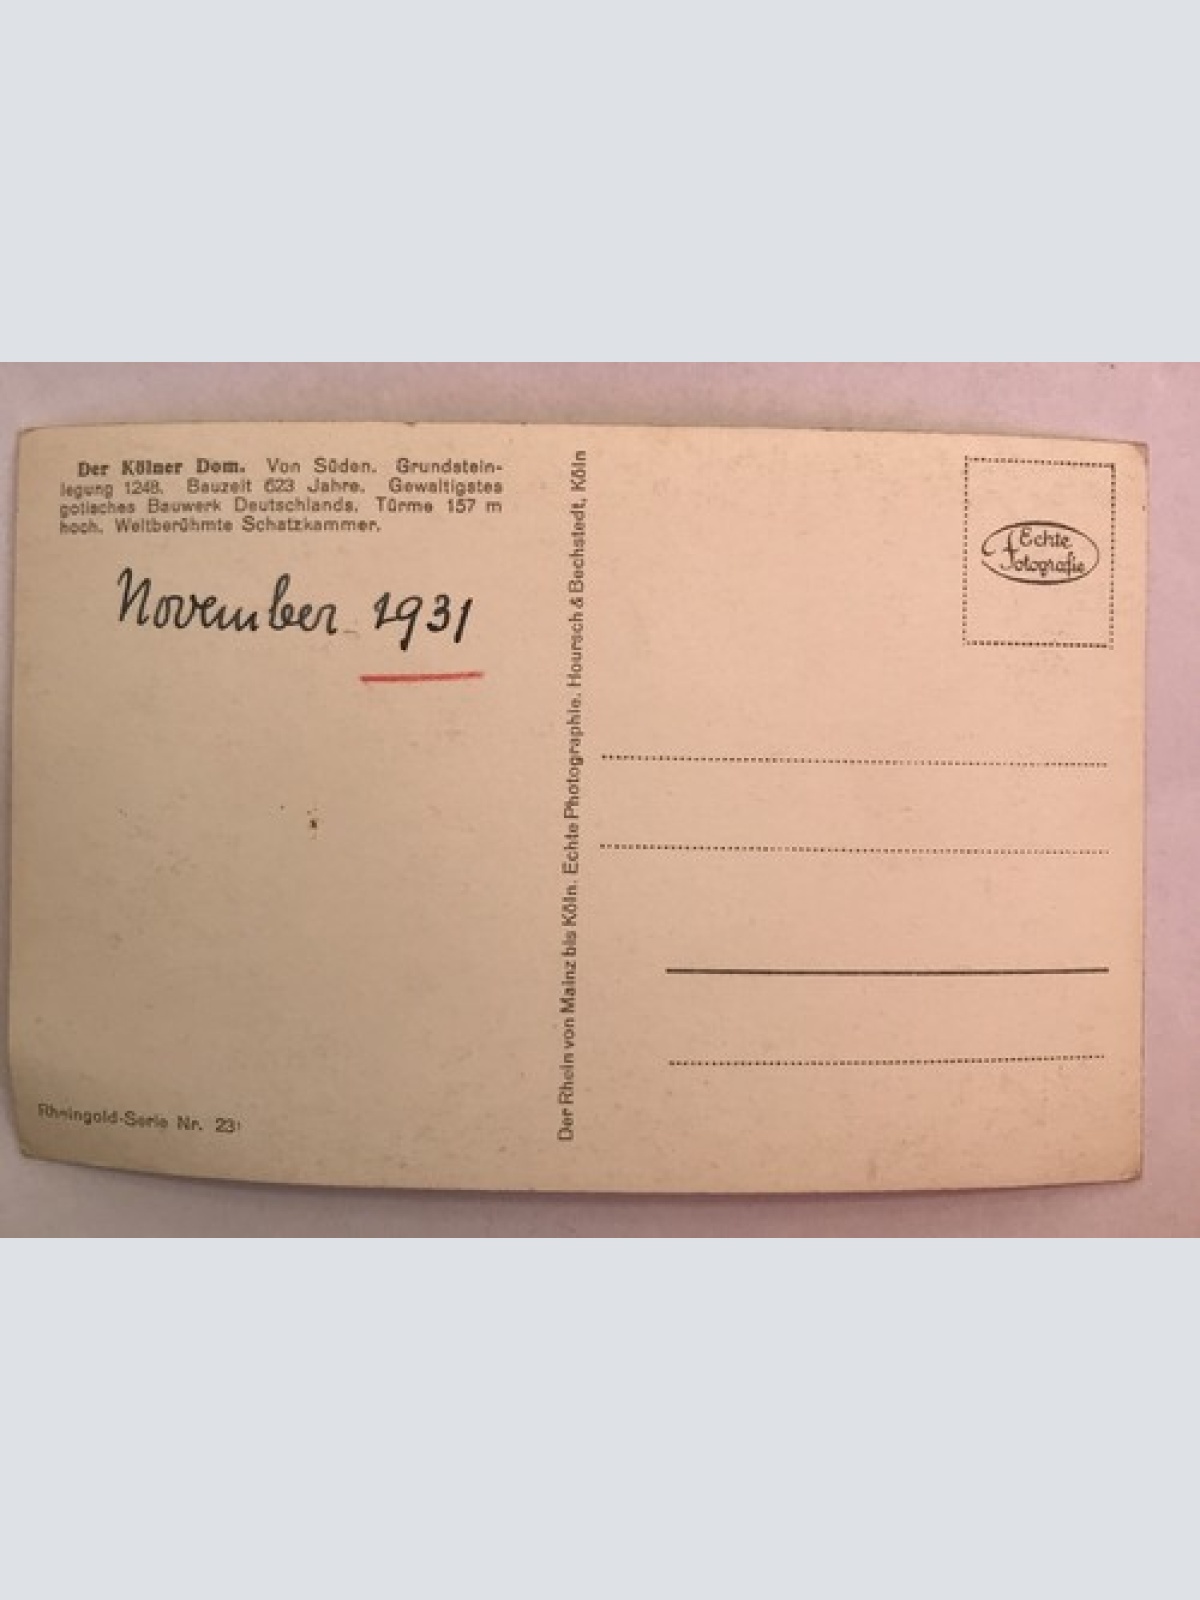 Der Kölner Dom. Von Süden. Grundstein-
legung 1248. Bauzeit 623 Jahre. Gewaltigstes
gotisches Bauwerk Deutschlands. Türme 157 m
hoch. Weltberühmte Schatzkammer.
November 1931
Rheingold-Serie Nr.
Der Rhein von Mainz bis Köln. Echte Photographie. Hoursch & Bechstedt, Köln
Echte
fotografie